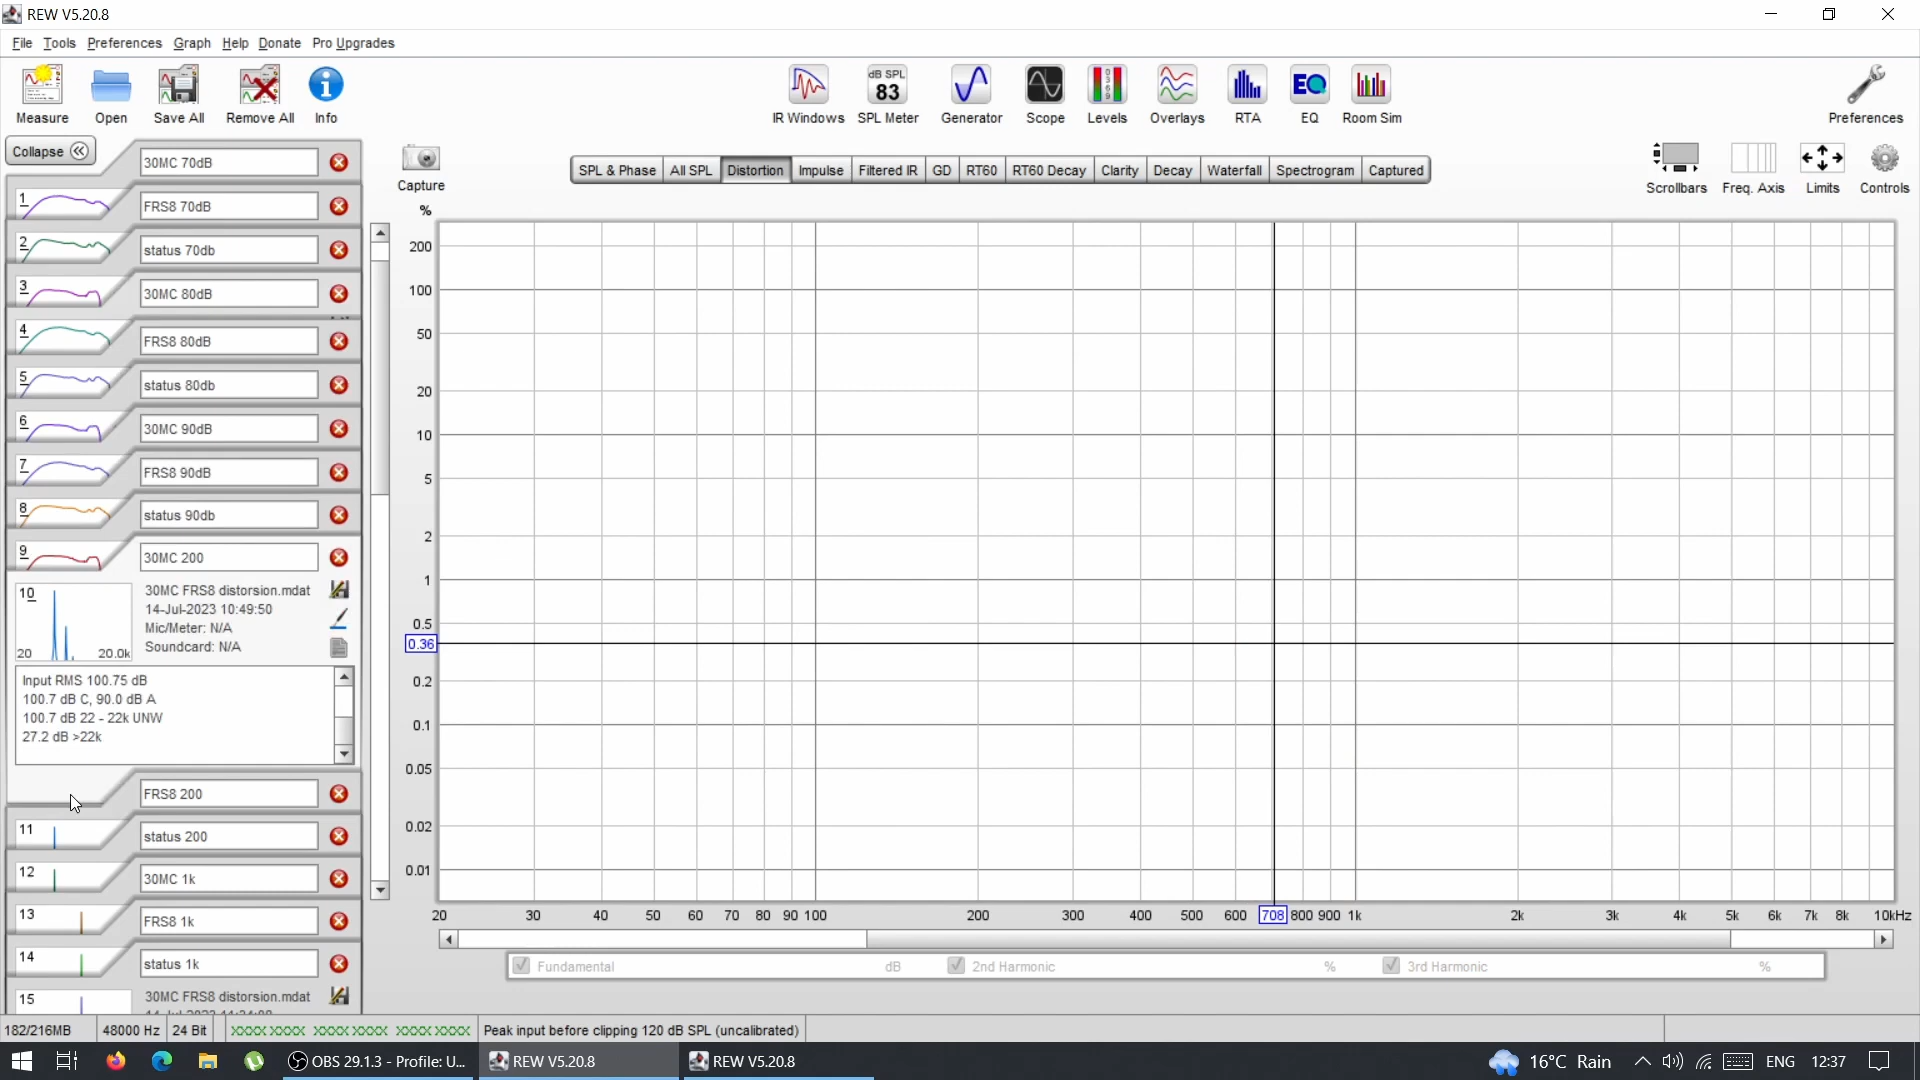 REW V5.20.8
File Tools Preferences Graph Help Donate Pro Upgrades
dB SPL
83
EQ
Measure Open Save All Remove All Info IR Windows SPL Meter Generator Scope Levels Overlays RTA EQ Room Sim Preferences
Collapse
30MC 70dB
Capture
SPL & Phase All SPL Distortion Impulse Filtered IR GD RT60 RT60 Decay Clarity Decay Waterfall Spectrogram Captured
Scrollbars Freq. Axis Limits Controls
1
FRS8 70dB
2
status 70db
3
30MC 80dB
4
FRS8 80dB
5
status 80db
6
30MC 90dB
7
FRS8 90dB
8
status 90db
9
30MC 200
10
30MC FRS8 distorsion.mdat
14-Jul-2023 10:49:50
Mic/Meter: N/A
Soundcard: N/A
20 20.0k
Input RMS 100.75 dB
100.7 dB C, 90.0 dB A
100.7 dB 22 - 22k UNW
27.2 dB >22k
FRS8 200
11
status 200
12
30MC 1k
13
FRS8 1k
14
status 1k
15
30MC FRS8 distorsion.mdat
%
200
100
50
20
10
5
2
1
0.5
0.36
0.2
0.1
0.05
0.02
0.01
20 30 40 50 60 70 80 90 100 200 300 400 500 600 708 800 900 1k 2k 3k 4k 5k 6k 7k 8k 10kHz
Fundamental dB 2nd Harmonic % 3rd Harmonic %
182/216MB 48000 Hz 24 Bit XXXX XXXX XXXX XXXX XXXX XXXX Peak input before clipping 120 dB SPL (uncalibrated)
OBS 29.1.3 - Profile: U... REW V5.20.8 REW V5.20.8 16°C Rain ENG 12:37